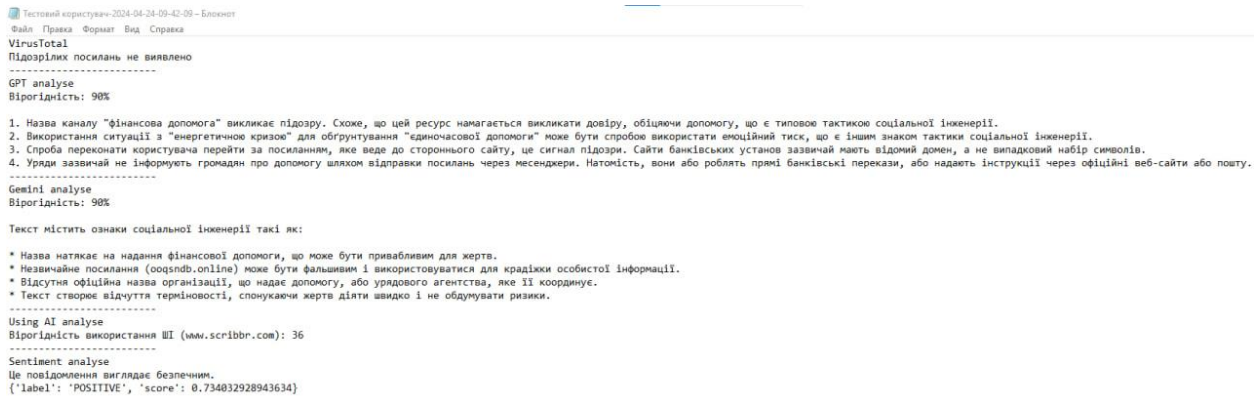 Тестовий користувач-2024-04-24-09-42-09 – Блокнот
Файл Правка Формат Вид Справка
VirusTotal
Підозрілих посилань не виявлено
-------------------------
GPT analyse
Вірогідність: 90%
1. Назва каналу "фінансова допомога" викликає підозру. Схоже, що цей ресурс намагається викликати довіру, обіцяючи допомогу, що є типовою тактикою соціальної інженерії.
2. Використання ситуації з "енергетичною кризою" для обґрунтування "єдиночасової допомоги" може бути спробою використати емоційний тиск, що є іншим знаком тактики соціальної інженерії.
3. Спроба переконати користувача перейти за посиланням, яке веде до стороннього сайту, це сигнал підозри. Сайти банківських установ зазвичай мають відомий домен, а не випадковий набір символів.
4. Уряди зазвичай не інформують громадян про допомогу шляхом відправки посилань через месенджери. Натомість, вони або роблять прямі банківські перекази, або надають інструкції через офіційні веб-сайти або пошту.
-------------------------
Gemini analyse
Вірогідність: 90%
Текст містить ознаки соціальної інженерії такі як:
* Назва натякає на надання фінансової допомоги, що може бути привабливим для жертв.
* Незвичайне посилання (ooqsndb.online) може бути фальшивим і використовуватися для крадіжки особистої інформації.
* Відсутня офіційна назва організації, що надає допомогу, або урядового агентства, яке її координує.
* Текст створює відчуття терміновості, спонукаючи жертв діяти швидко і не обдумувати ризики.
-------------------------
Using AI analyse
Вірогідність використання ШІ (www.scribbr.com): 36
-------------------------
Sentiment analyse
Це повідомлення виглядає безпечним.
{'label': 'POSITIVE', 'score': 0.734032928943634}